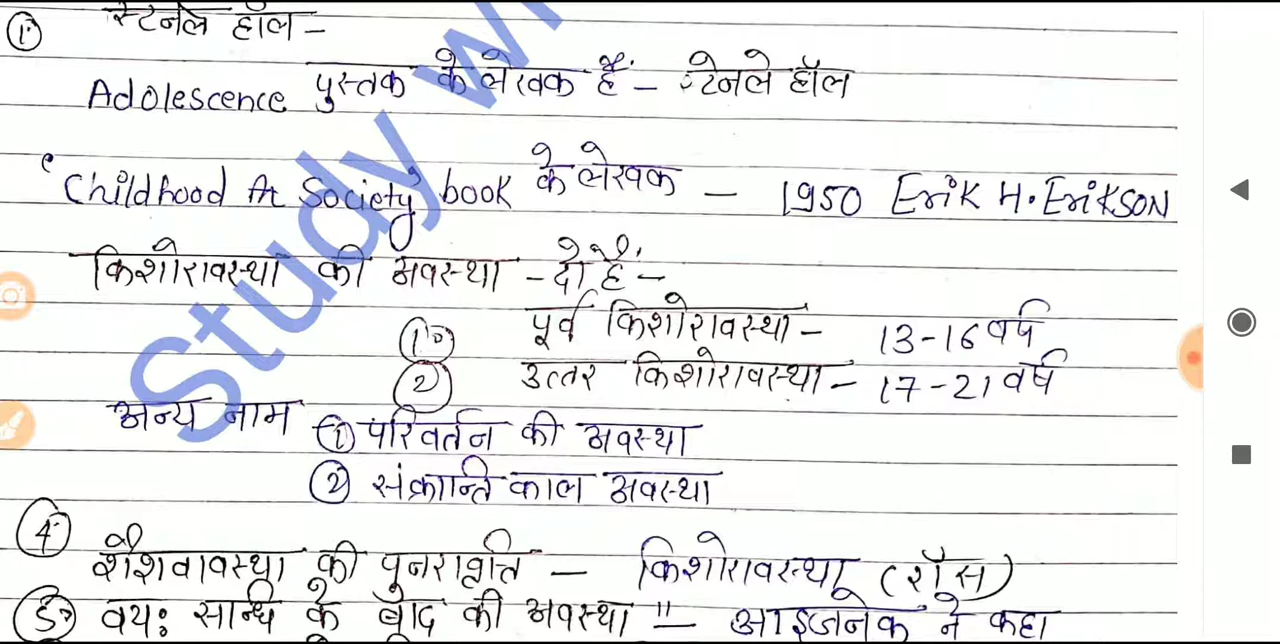 ① स्टेनले हॉल -
Adolescence पुस्तक के लेखक हैं - स्टेनले हॉल
'Childhood At Society' book के लेखक - 1950 Erik H. Erikson
किशोरावस्था की अवस्था - दो हैं -
① पूर्व किशोरावस्था - 13-16 वर्ष
② उत्तर किशोरावस्था - 17-21 वर्ष
अन्य नाम ① परिवर्तन की अवस्था
② संक्रान्ति काल अवस्था
④ शैशवावस्था की पुनरावृत्ति - किशोरावस्था (रॉस)
⑤ वयः सन्धि के बाद की अवस्था " - आइजनेक ने कहा
Study w